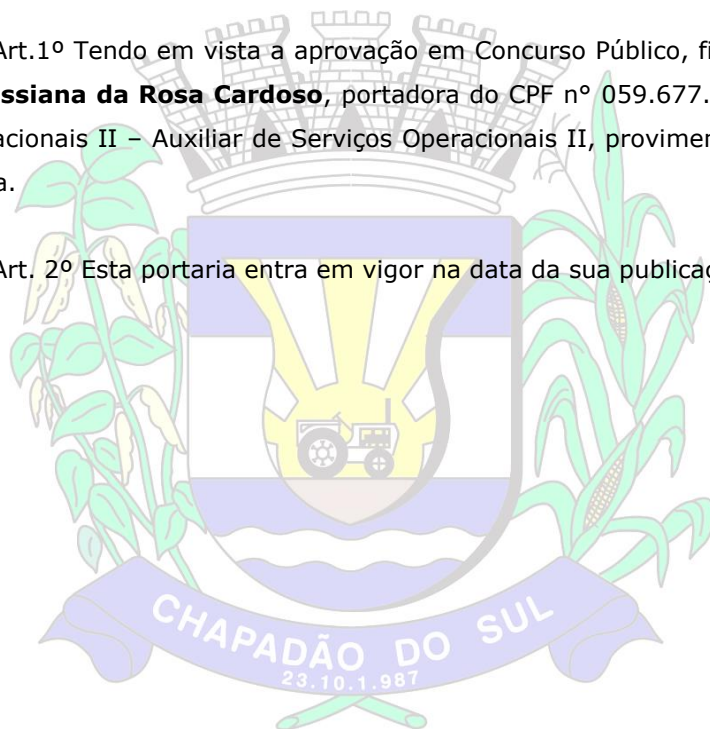 Art.1º Tendo em vista a aprovação em Concurso Público, fi
ssiana da Rosa Cardoso, portadora do CPF n° 059.677.
acionais II – Auxiliar de Serviços Operacionais II, provimen
a.
Art. 2º Esta portaria entra em vigor na data da sua publicaç
CHAPADÃO DO SUL
23.10.1.987